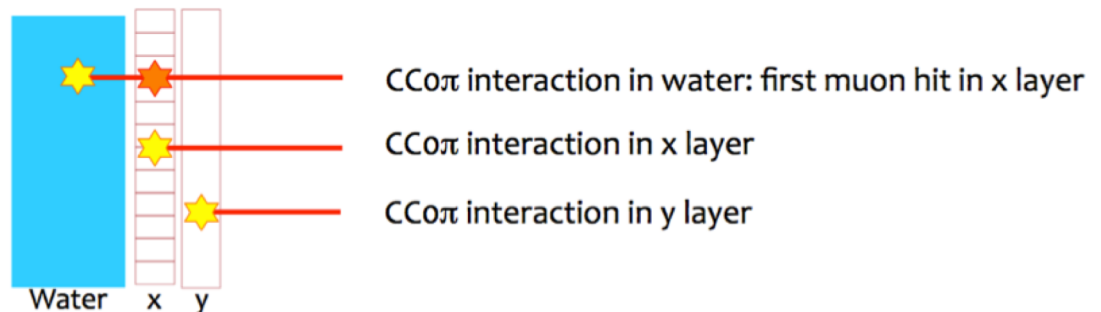 CC0π interaction in water: first muon hit in x layer
CC0π interaction in x layer
CC0π interaction in y layer
Water x y